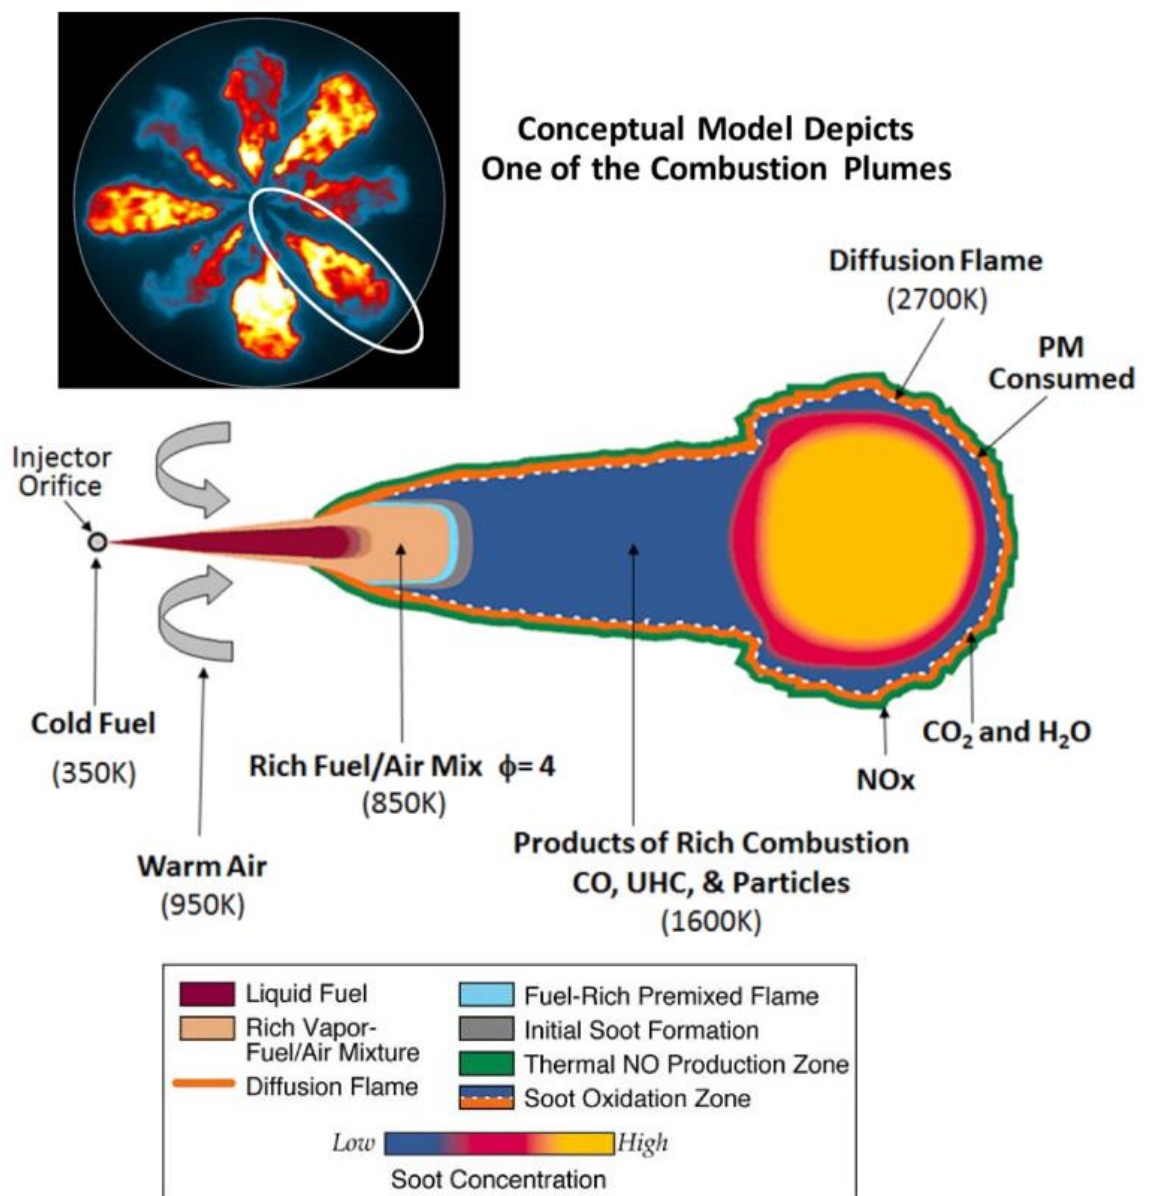 Conceptual Model Depicts
One of the Combustion Plumes
Diffusion Flame
(2700K)
PM
Consumed
Injector
Orifice
Cold Fuel
(350K)
Rich Fuel/Air Mix ϕ= 4
(850K)
CO₂ and H₂O
NOx
Warm Air
(950K)
Products of Rich Combustion
CO, UHC, & Particles
(1600K)
Liquid Fuel
Rich Vapor-
Fuel/Air Mixture
Diffusion Flame
Fuel-Rich Premixed Flame
Initial Soot Formation
Thermal NO Production Zone
Soot Oxidation Zone
Low High
Soot Concentration